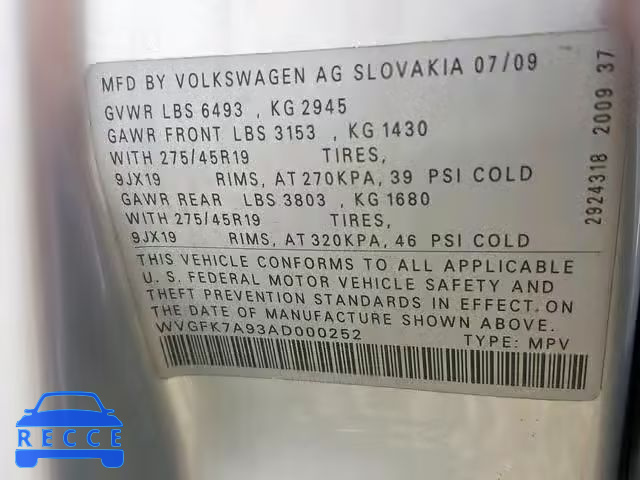 MFD BY VOLKSWAGEN AG SLOVAKIA 07/09
GVWR LBS 6493 , KG 2945
GAWR FRONT LBS 3153 , KG 1430
WITH 275/45R19 TIRES,
9JX19 RIMS, AT 270KPA, 39 PSI COLD
GAWR REAR LBS 3803 , KG 1680
WITH 275/45R19 TIRES,
9JX19 RIMS, AT 320KPA, 46 PSI COLD
THIS VEHICLE CONFORMS TO ALL APPLICABLE
U. S. FEDERAL MOTOR VEHICLE SAFETY AND
THEFT PREVENTION STANDARDS IN EFFECT. ON
THE DATE OF MANUFACTURE SHOWN ABOVE.
WVGFK7A93AD000252 TYPE: MPV
2924318 2009 37
RECCE